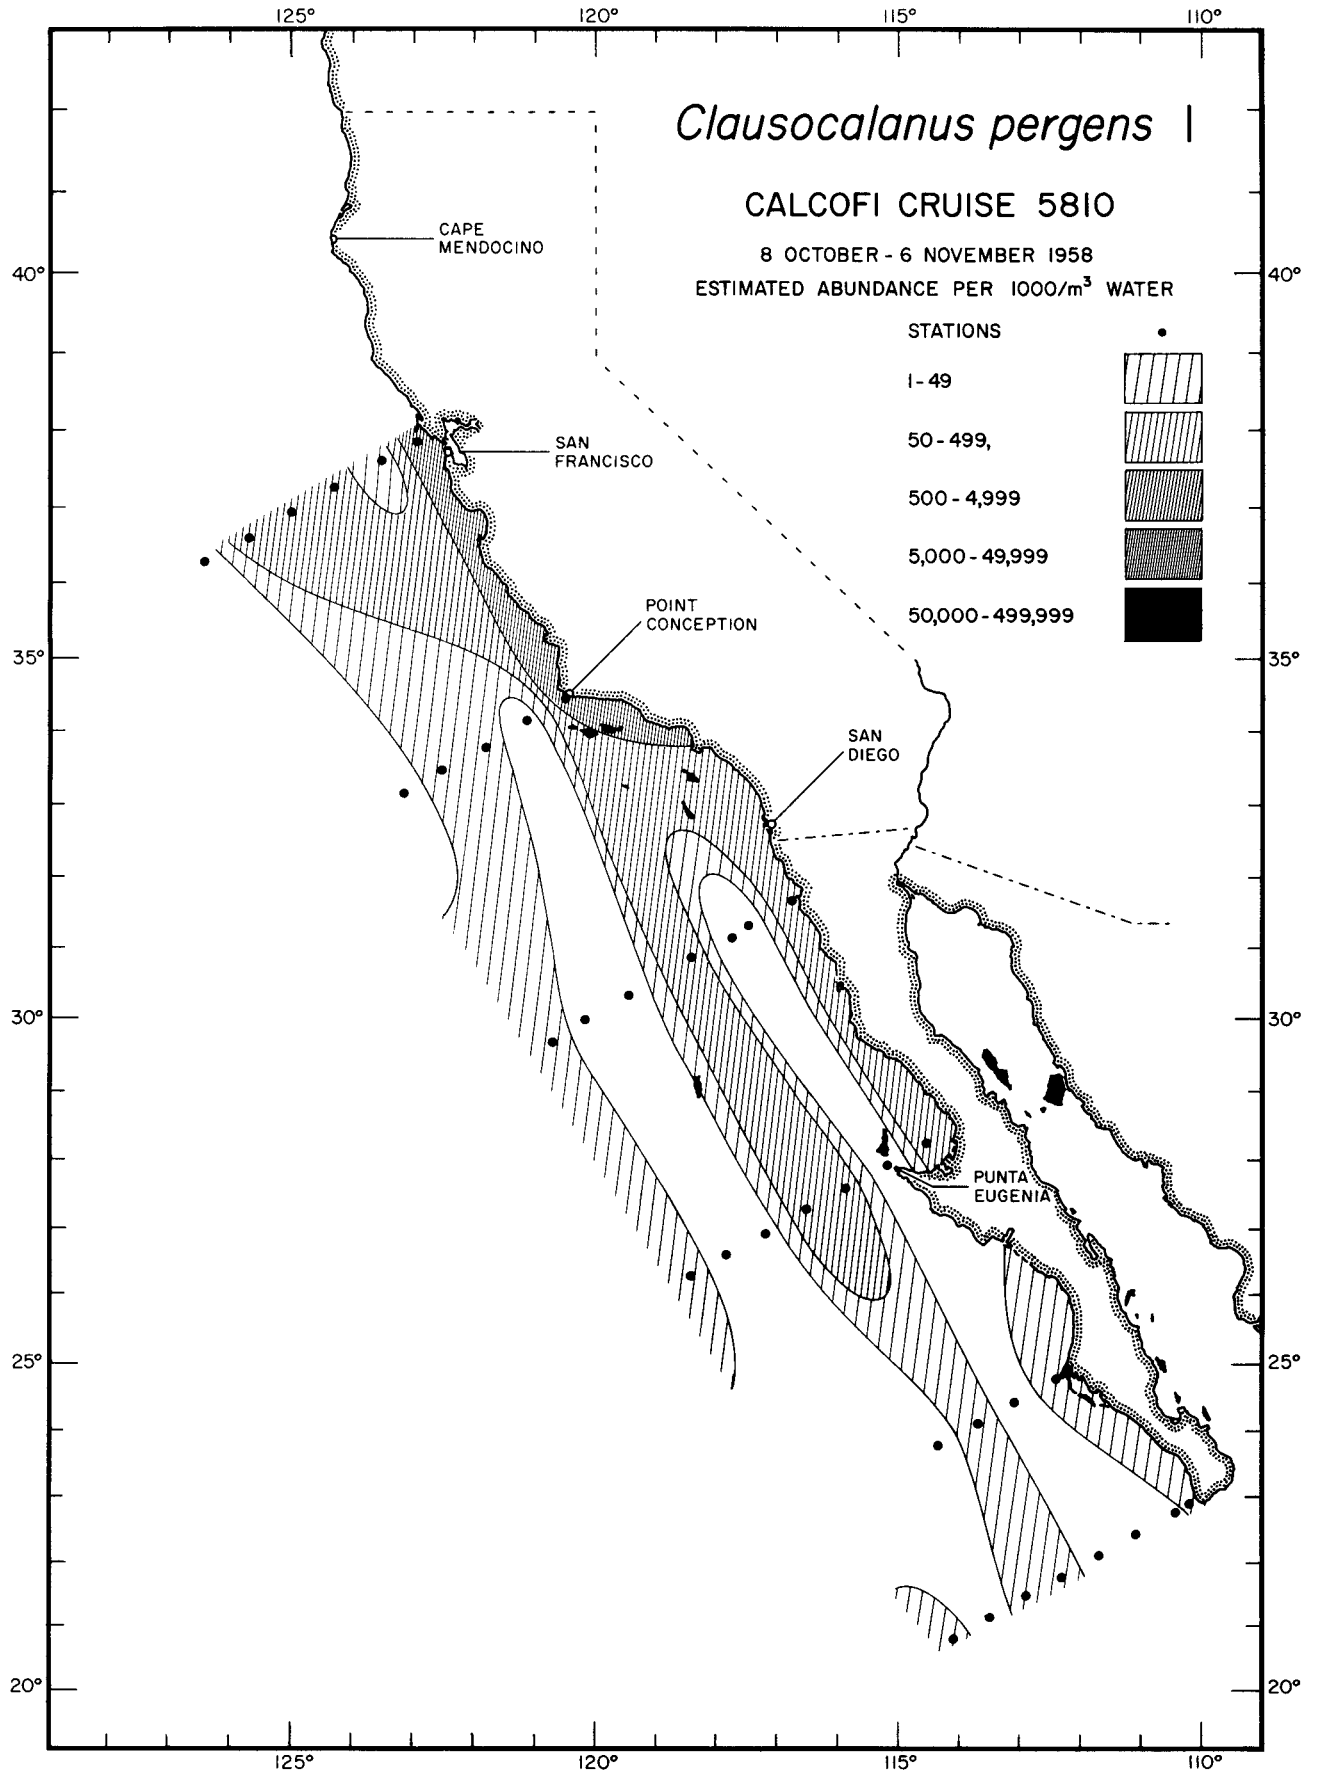 125° 120° 115° 110°
Clausocalanus pergens I
CALCOFI CRUISE 5810
8 OCTOBER - 6 NOVEMBER 1958
ESTIMATED ABUNDANCE PER 1000/m³ WATER
STATIONS
1-49
50-499,
500-4,999
5,000-49,999
50,000-499,999
CAPE
MENDOCINO
40° 40°
SAN
FRANCISCO
POINT
CONCEPTION
35° 35°
SAN
DIEGO
30° 30°
PUNTA
EUGENIA
25° 25°
20° 20°
125° 120° 115° 110°